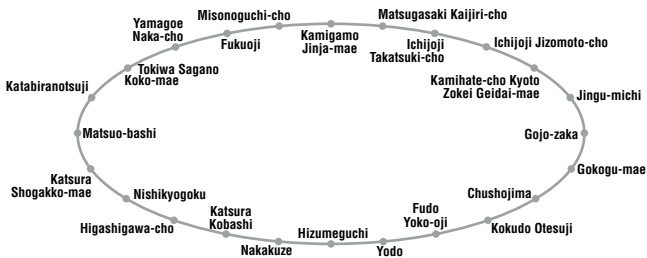 Misonoguchi-cho
Matsugasaki Kaijiri-cho
Yamagoe
Naka-cho
Fukuoji
Kamigamo
Jinja-mae
Ichijoji
Takatsuki-cho
Ichijoji Jizomoto-cho
Tokiwa Sagano
Koko-mae
Kamihate-cho Kyoto
Zokei Geidai-mae
Katabiranotsuji
Jingu-michi
Matsuo-bashi
Gojo-zaka
Gokogu-mae
Katsura
Shogakko-mae
Nishikyogoku
Chushojima
Higashigawa-cho
Katsura
Kobashi
Fudo
Yoko-oji
Kokudo Otesuji
Hizumeguchi
Nakakuze
Yodo